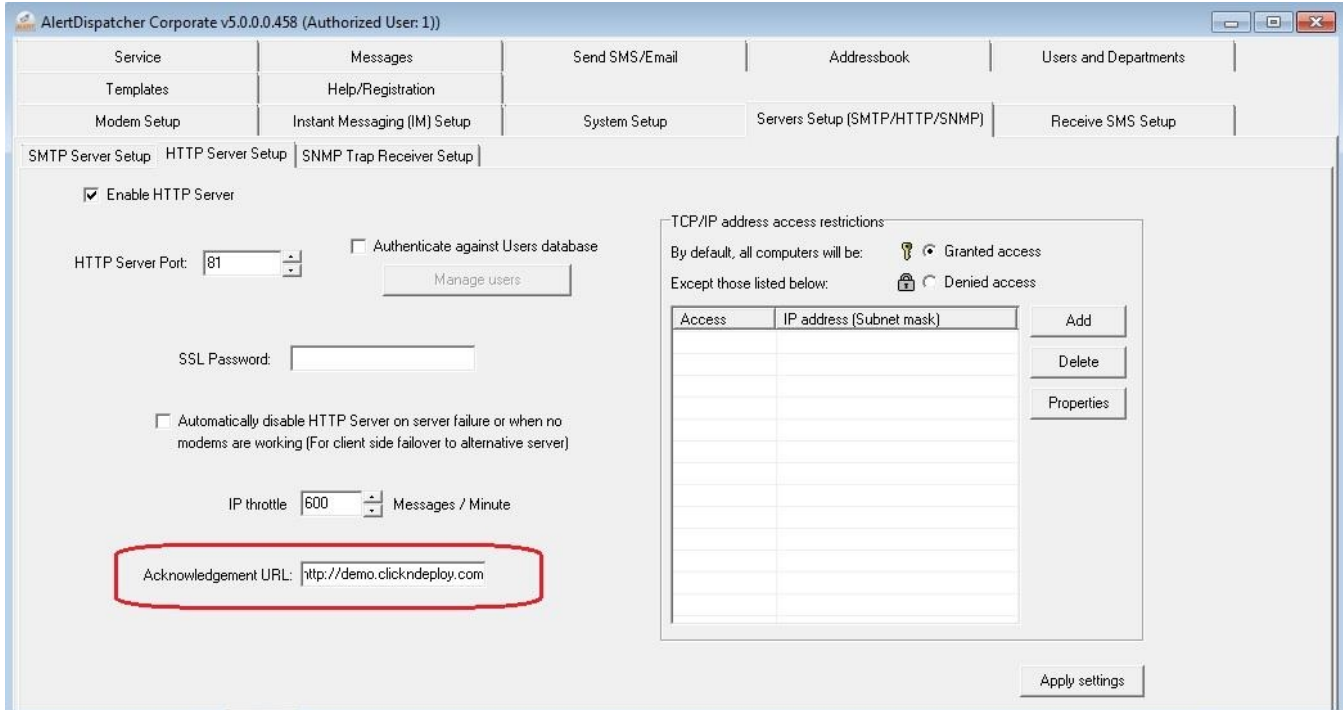 AlertDispatcher Corporate v5.0.0.0.458 (Authorized User: 1))
Service Messages Send SMS/Email Addressbook Users and Departments
Templates Help/Registration
Modem Setup Instant Messaging (IM) Setup System Setup Servers Setup (SMTP/HTTP/SNMP) Receive SMS Setup
SMTP Server Setup HTTP Server Setup SNMP Trap Receiver Setup
Enable HTTP Server
HTTP Server Port: 81
Authenticate against Users database
Manage users
SSL Password:
Automatically disable HTTP Server on server failure or when no
modems are working (For client side failover to alternative server)
IP throttle 600 Messages / Minute
Acknowledgement URL: http://demo.clickndeploy.com
TCP/IP address access restrictions
By default, all computers will be: Granted access
Except those listed below: Denied access
Access IP address (Subnet mask)
Add
Delete
Properties
Apply settings